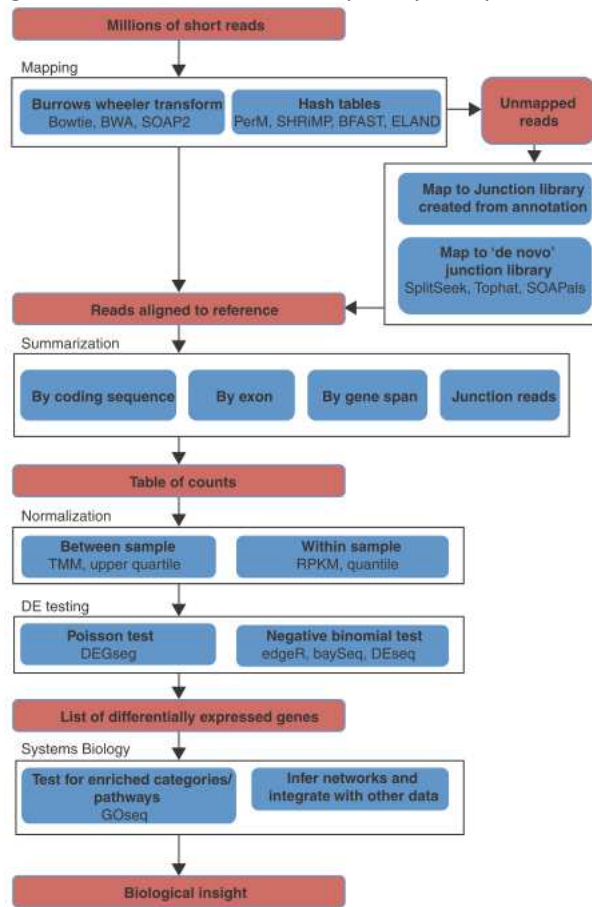 Millions of short reads
Mapping
Burrows wheeler transform
Bowtie, BWA, SOAP2
Hash tables
PerM, SHRiMP, BFAST, ELAND
Unmapped
reads
Map to Junction library
created from annotation
Map to ‘de novo’
junction library
SplitSeek, Tophat, SOAPals
Reads aligned to reference
Summarization
By coding sequence
By exon
By gene span
Junction reads
Table of counts
Normalization
Between sample
TMM, upper quartile
Within sample
RPKM, quantile
DE testing
Poisson test
DEGseg
Negative binomial test
edgeR, baySeq, DEseq
List of differentially expressed genes
Systems Biology
Test for enriched categories/
pathways
GOseq
Infer networks and
integrate with other data
Biological insight